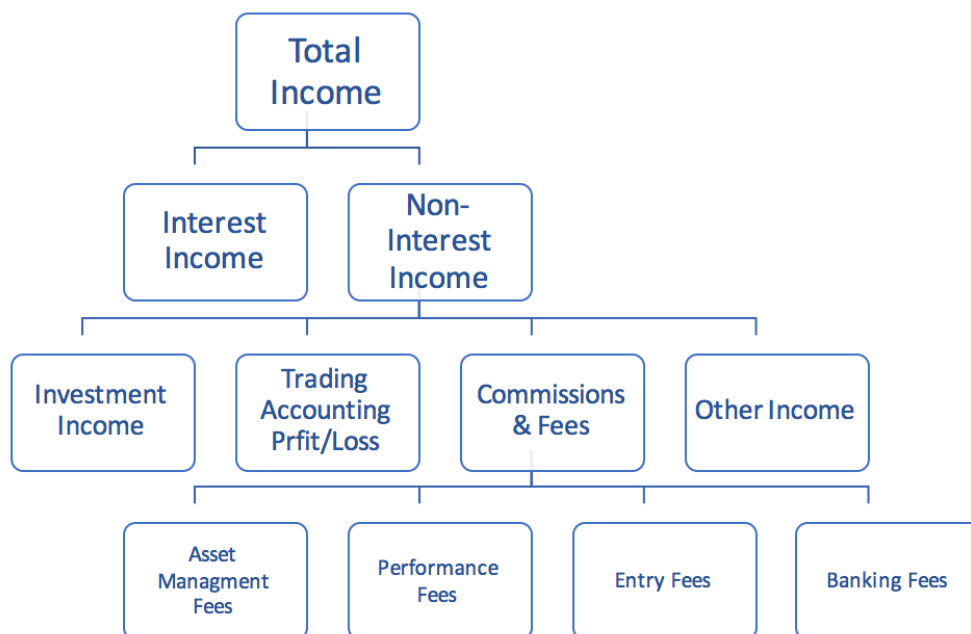 Total
Income
Interest
Income
Non-
Interest
Income
Investment
Income
Trading
Accounting
Prfit/Loss
Commissions
& Fees
Other Income
Asset
Managment
Fees
Performance
Fees
Entry Fees
Banking Fees